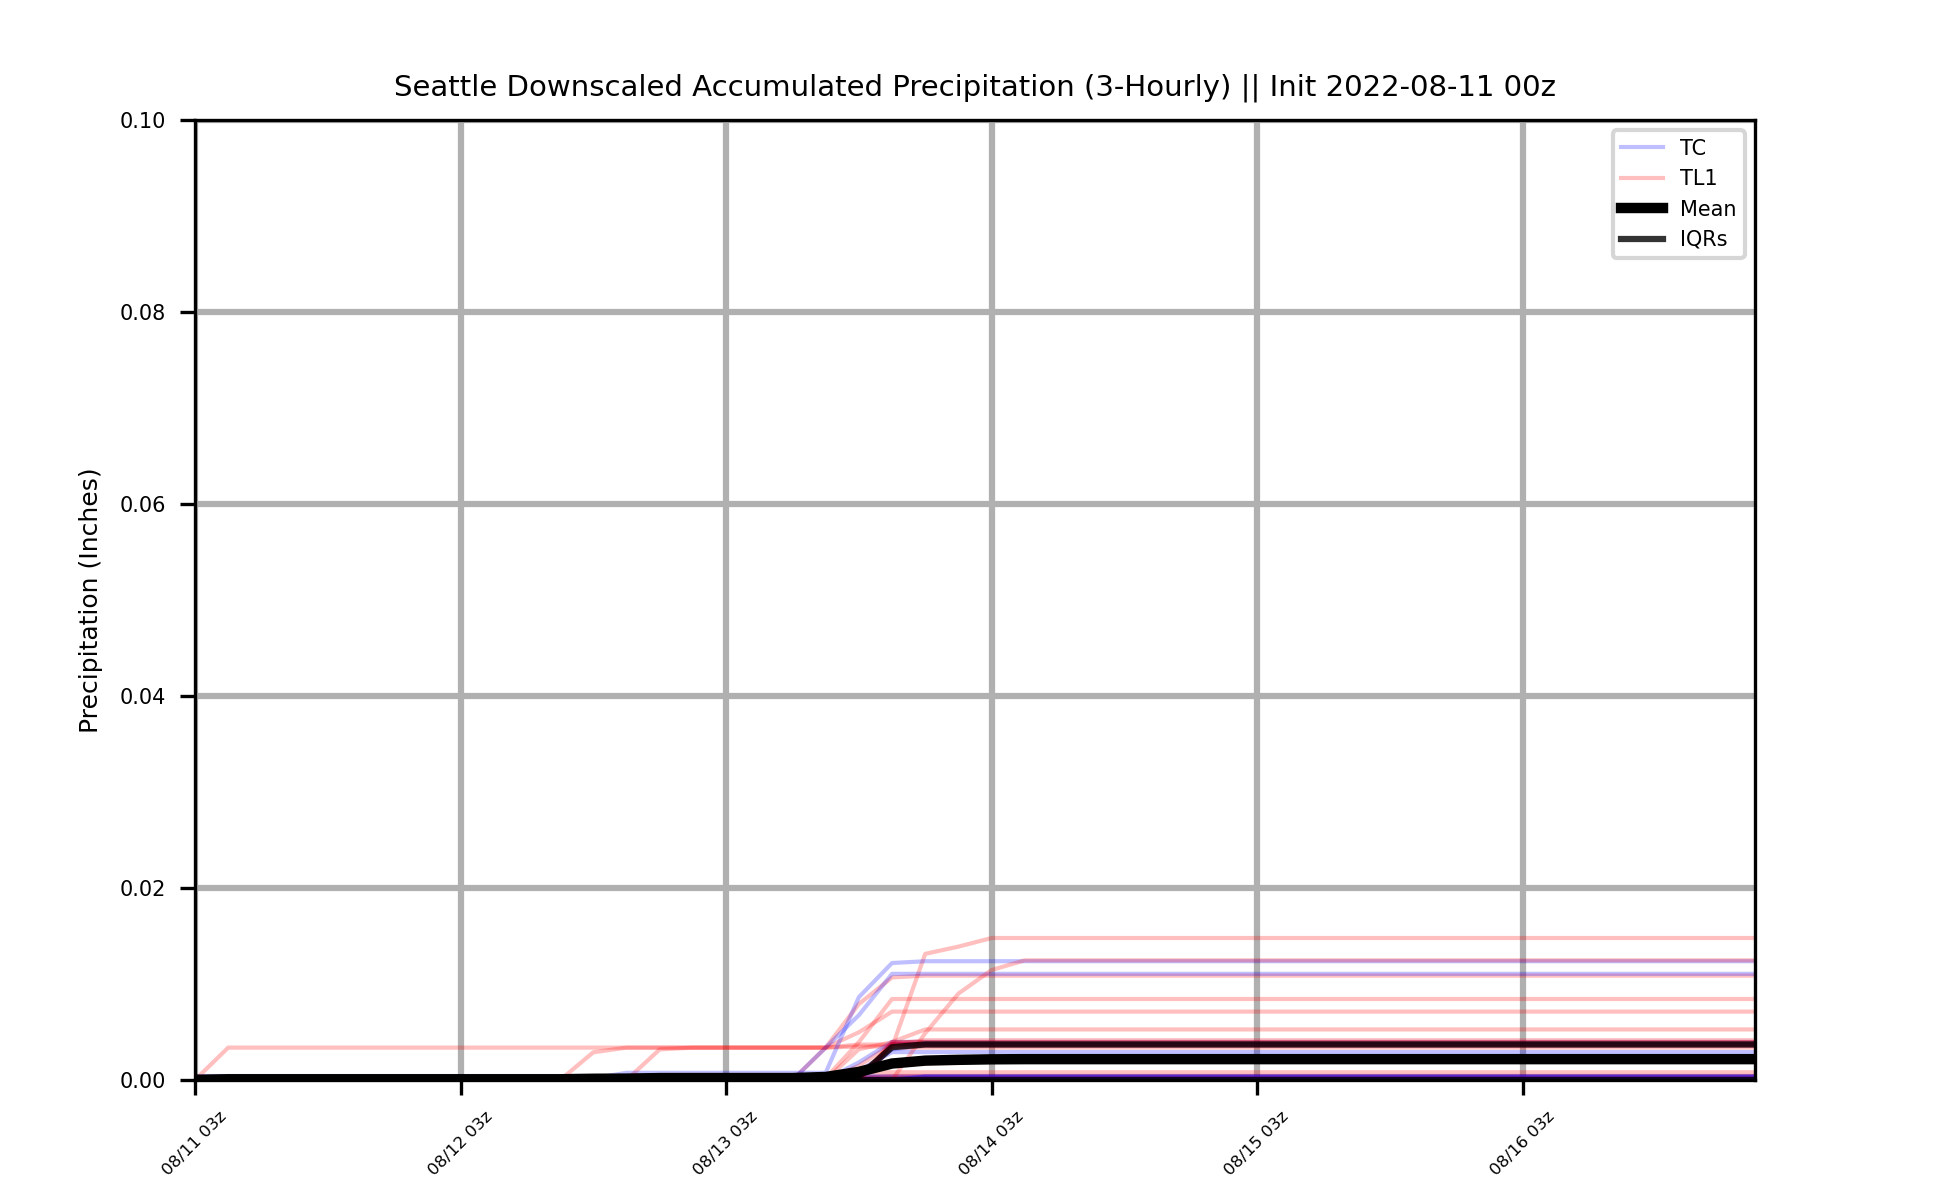 Seattle Downscaled Accumulated Precipitation (3-Hourly) || Init 2022-08-11 00z
TC
TL1
Mean
IQRs
Precipitation (Inches)
0.10
0.08
0.06
0.04
0.02
0.00
08/11 03z
08/12 03z
08/13 03z
08/14 03z
08/15 03z
08/16 03z